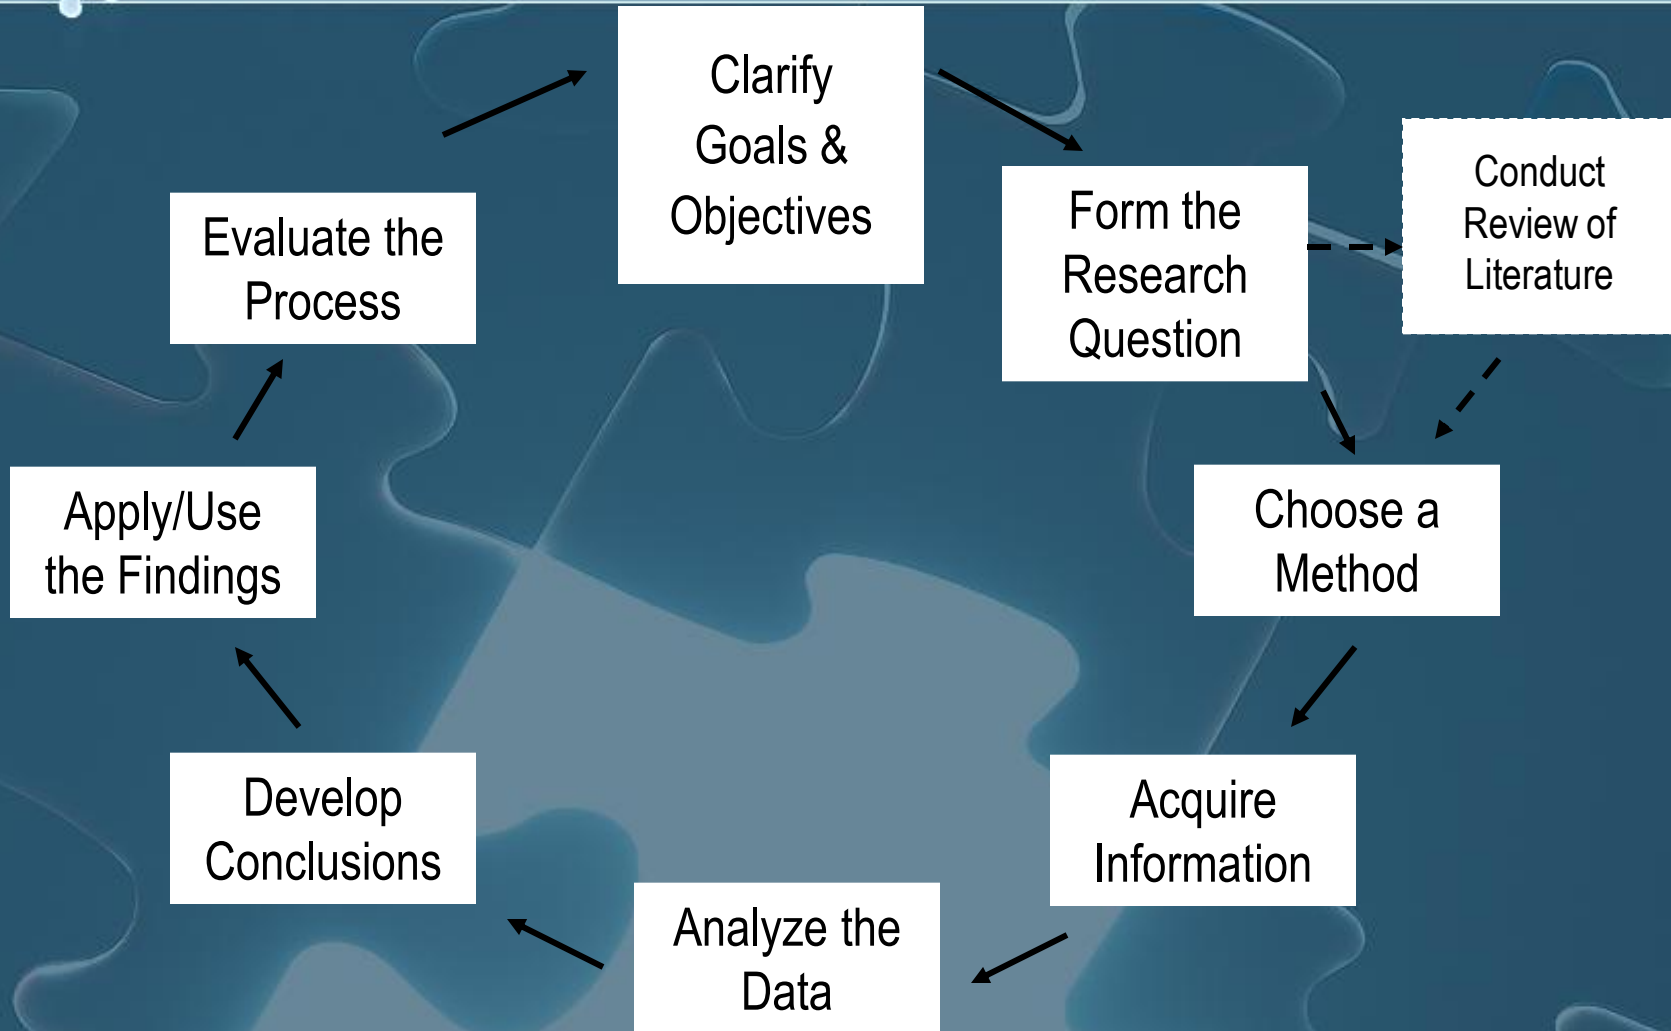 Clarify
Goals &
Objectives
Form the
Research
Question
Conduct
Review of
Literature
Choose a
Method
Acquire
Information
Analyze the
Data
Develop
Conclusions
Apply/Use
the Findings
Evaluate the
Process